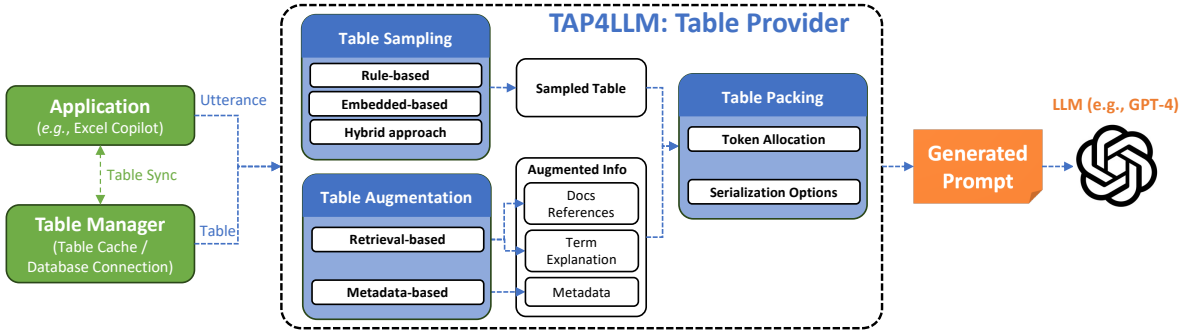 TAP4LLM: Table Provider
Application
(e.g., Excel Copilot)
Table Sync
Table Manager
(Table Cache /
Database Connection)
Utterance
Table
Table Sampling
Rule-based
Embedded-based
Hybrid approach
Table Augmentation
Retrieval-based
Metadata-based
Sampled Table
Augmented Info
Docs
References
Term
Explanation
Metadata
Table Packing
Token Allocation
Serialization Options
Generated
Prompt
LLM (e.g., GPT-4)